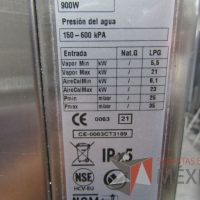 900W
Presión del agua
150 – 600 kPA
Entrada Nat.G LPG
Vapor Min kW / 5,5
Vapor Max kW / 21
AireCalMin kW / 6,1
AireCalMax kW / 23
Pmin mbar / 25
Pmax mbar / 35
CE 0063 21
CE-0063CT3189
IPx5
NSF
HCV-EU